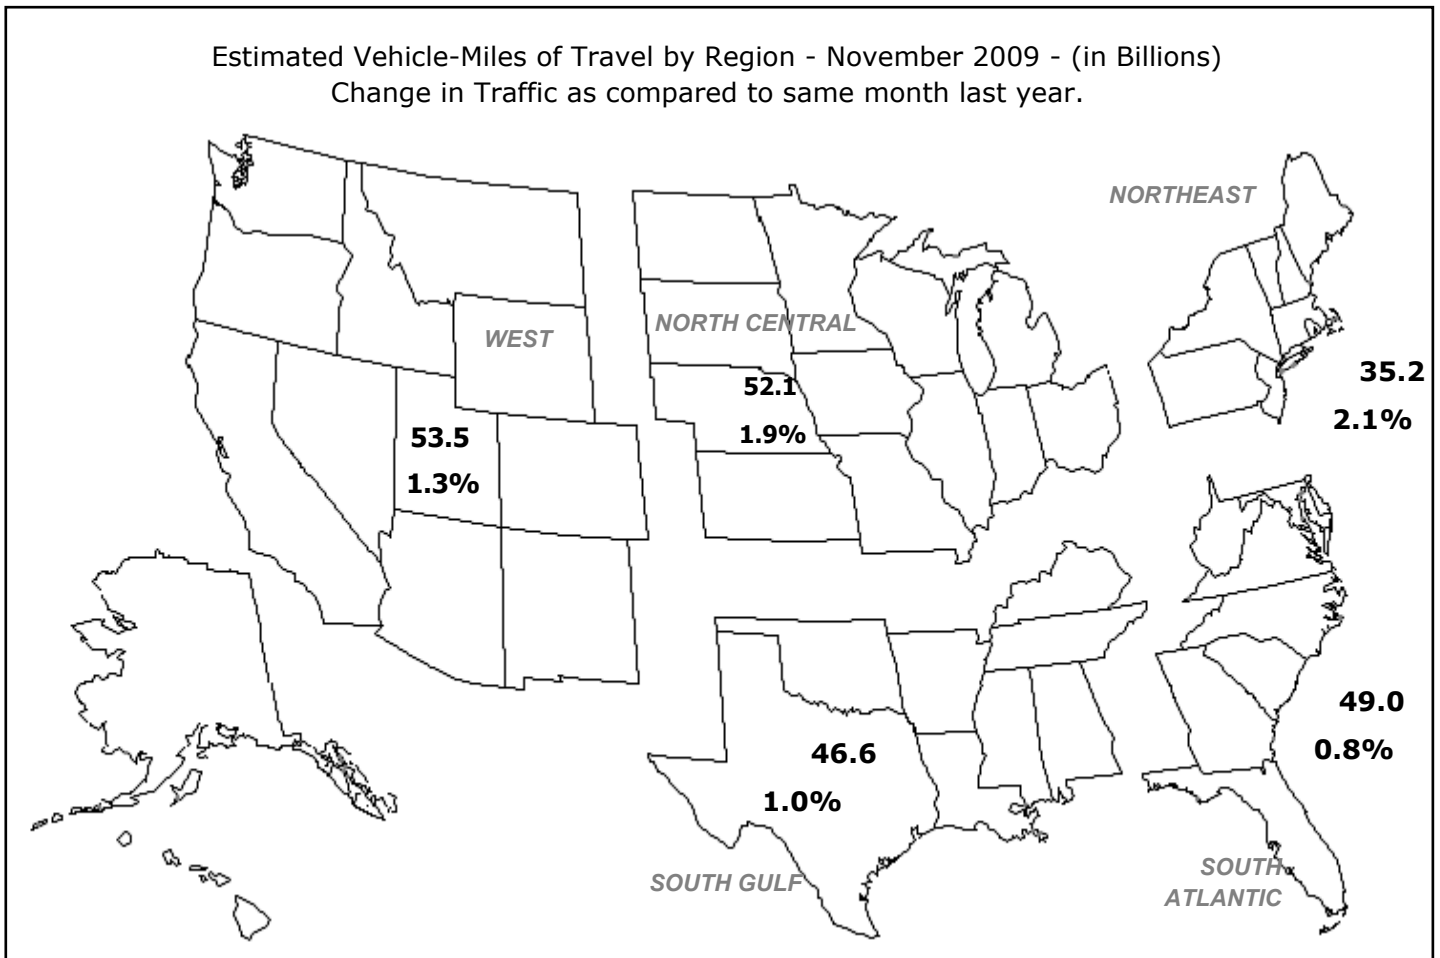 Estimated Vehicle-Miles of Travel by Region - November 2009 - (in Billions)
Change in Traffic as compared to same month last year.
NORTHEAST
WEST
NORTH CENTRAL
35.2
2.1%
52.1
1.9%
53.5
1.3%
49.0
0.8%
46.6
1.0%
SOUTH GULF
SOUTH
ATLANTIC